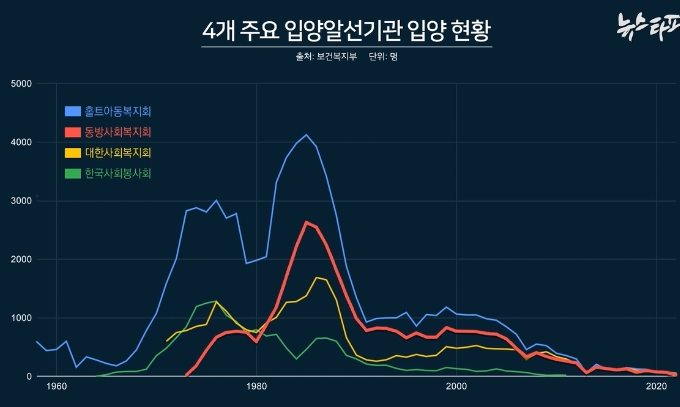 뉴스타파
4개 주요 입양알선기관 입양 현황
출처: 보건복지부 단위: 명
5000
홀트아동복지회
동방사회복지회
4000
대한사회복지회
한국사회봉사회
3000
2000
1000
0
1960 1980 2000 2020